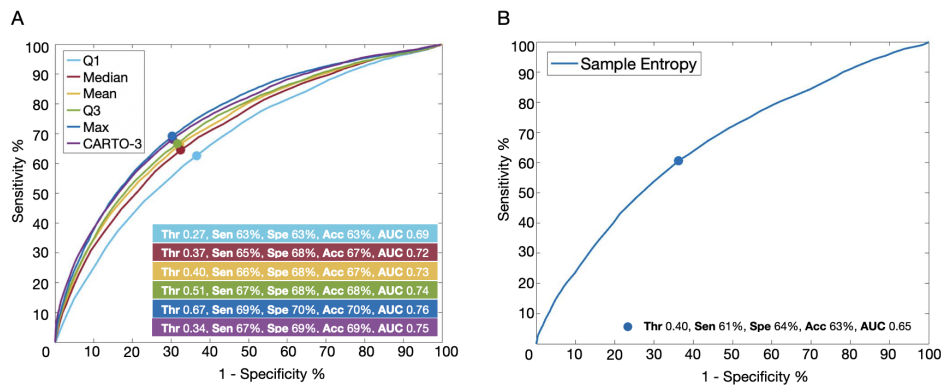 A
100
90
80
70
60
50
40
30
20
10
0
10
20
30
40
50
60
70
80
90
100
Sensitivity %
1 - Specificity %
Q1
Median
Mean
Q3
Max
CARTO-3
Thr 0.27, Sen 63%, Spe 63%, Acc 63%, AUC 0.69
Thr 0.37, Sen 65%, Spe 68%, Acc 67%, AUC 0.72
Thr 0.40, Sen 66%, Spe 68%, Acc 67%, AUC 0.73
Thr 0.51, Sen 67%, Spe 68%, Acc 68%, AUC 0.74
Thr 0.67, Sen 69%, Spe 70%, Acc 70%, AUC 0.76
Thr 0.34, Sen 67%, Spe 69%, Acc 69%, AUC 0.75
B
100
90
80
70
60
50
40
30
20
10
0
10
20
30
40
50
60
70
80
90
100
Sensitivity %
1 - Specificity %
Sample Entropy
Thr 0.40, Sen 61%, Spe 64%, Acc 63%, AUC 0.65